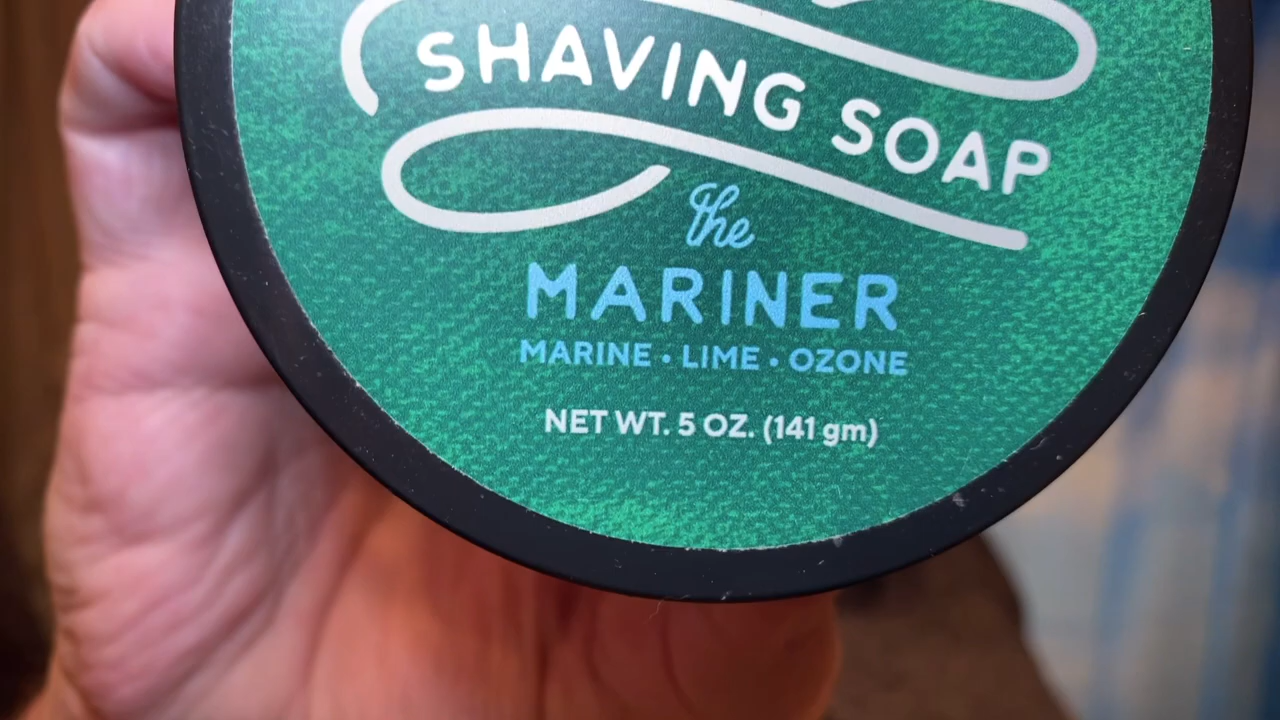 SHAVING SOAP
the
MARINER
MARINE • LIME • OZONE
NET WT. 5 OZ. (141 gm)